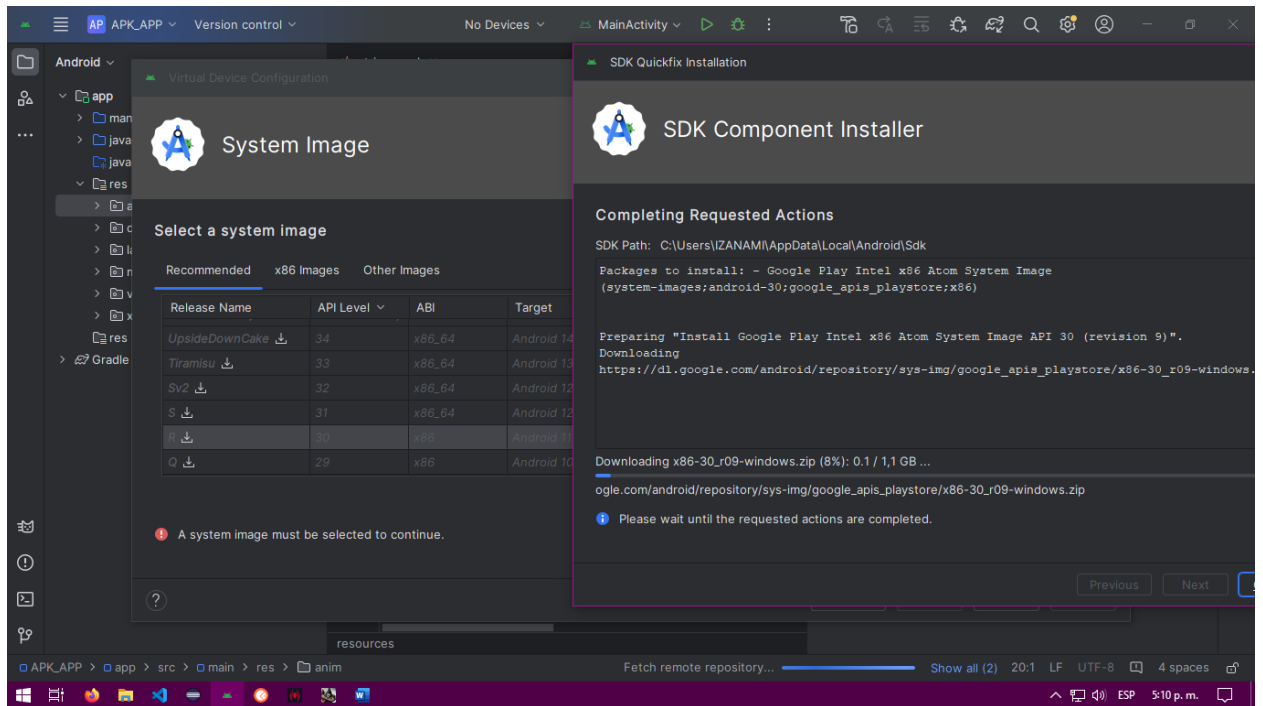 AP APK_APP Version control No Devices MainActivity
Android
app
man
java
java
res
res
Gradle
Virtual Device Configuration
System Image
Select a system image
Recommended x86 Images Other Images
Release Name API Level ABI Target
UpsideDownCake 34 x86_64 Android 14
Tiramisu 33 x86_64 Android 13
Sv2 32 x86_64 Android 12
S 31 x86_64 Android 12
R 30 x86 Android 11
Q 29 x86 Android 10
A system image must be selected to continue.
?
SDK Quickfix Installation
SDK Component Installer
Completing Requested Actions
SDK Path: C:\Users\IZANAMI\AppData\Local\Android\Sdk
Packages to install: - Google Play Intel x86 Atom System Image
(system-images;android-30;google_apis_playstore;x86)
Preparing "Install Google Play Intel x86 Atom System Image API 30 (revision 9)".
Downloading
https://dl.google.com/android/repository/sys-img/google_apis_playstore/x86-30_r09-windows.
Downloading x86-30_r09-windows.zip (8%): 0.1 / 1,1 GB ...
ogle.com/android/repository/sys-img/google_apis_playstore/x86-30_r09-windows.zip
Please wait until the requested actions are completed.
Previous Next
resources
APK_APP > app > src > main > res > anim Fetch remote repository... Show all (2) 20:1 LF UTF-8 4 spaces
ESP 5:10 p. m.